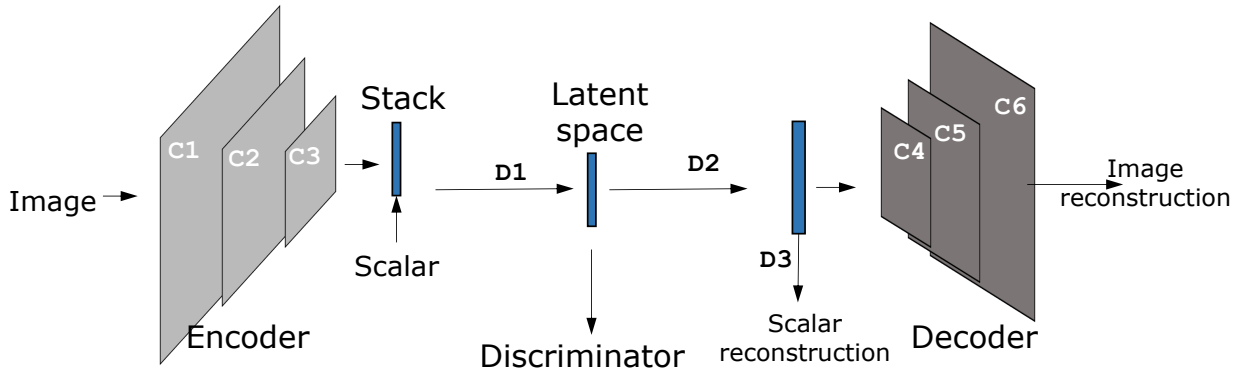 Image
C1
C2
C3
Encoder
Stack
Scalar
D1
Latent
space
Discriminator
D2
D3
Scalar
reconstruction
C4
C5
C6
Decoder
Image
reconstruction